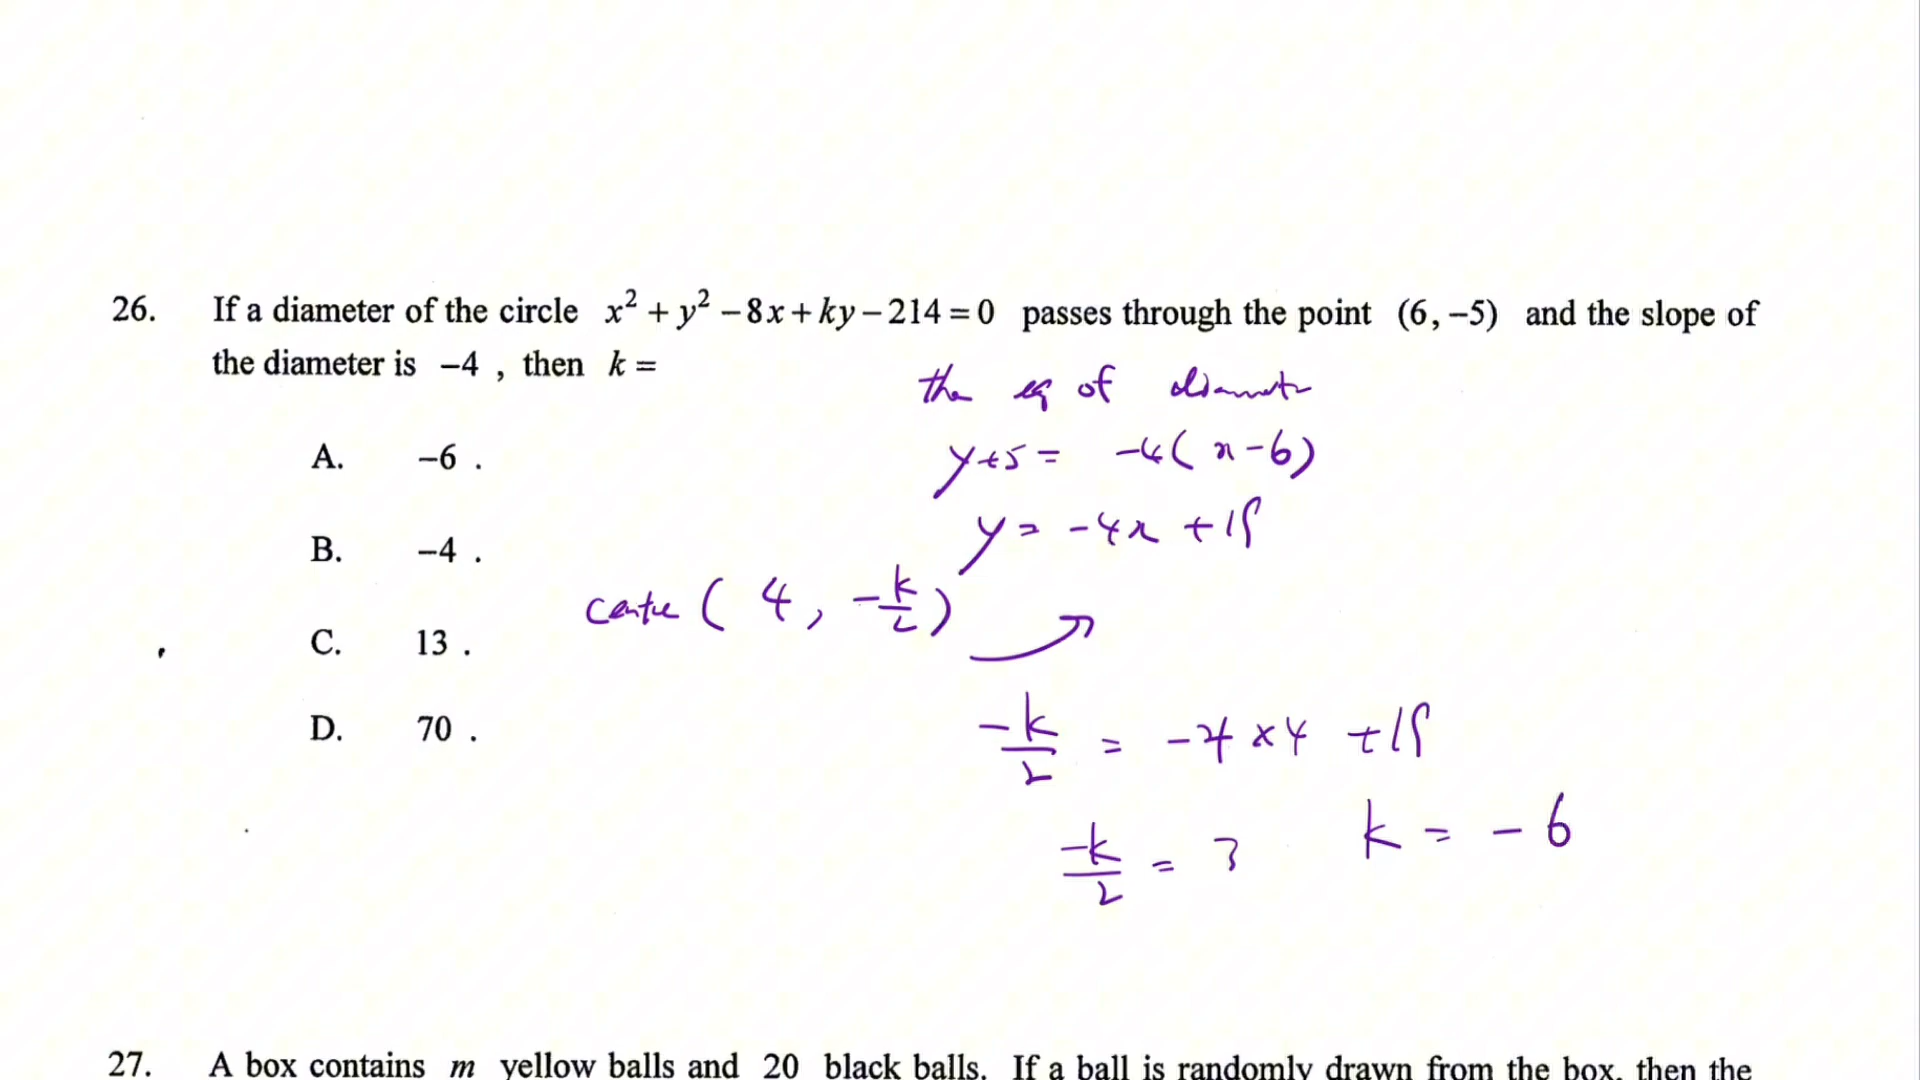 26. If a diameter of the circle x² + y² − 8x + ky − 214 = 0 passes through the point (6, −5) and the slope of
the diameter is −4 , then k =
the eq of diameter
A. −6 .
y+5 = -4(x-6)
y = -4x +19
B. −4 .
centre ( 4, -k/2 )
C. 13 .
D. 70 .
-k/2 = -4×4 +19
-k/2 = 3 k = -6
27. A box contains m yellow balls and 20 black balls. If a ball is randomly drawn from the box, then the